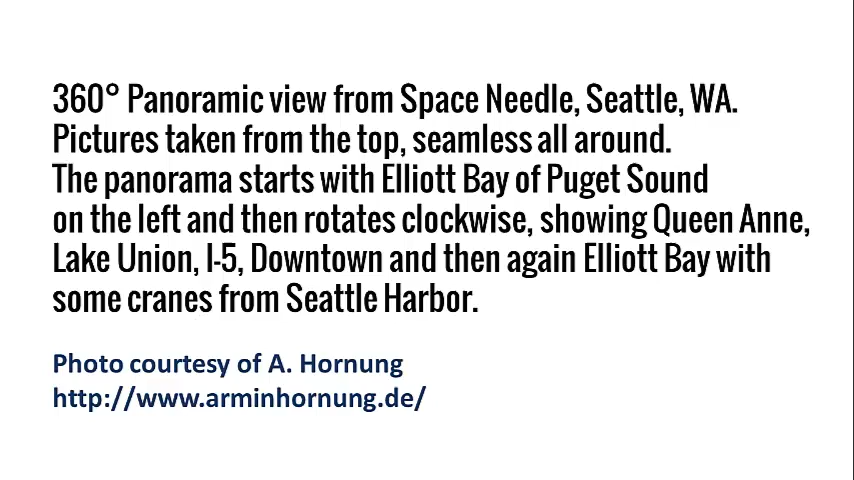 360° Panoramic view from Space Needle, Seattle, WA.
Pictures taken from the top, seamless all around.
The panorama starts with Elliott Bay of Puget Sound
on the left and then rotates clockwise, showing Queen Anne,
Lake Union, I-5, Downtown and then again Elliott Bay with
some cranes from Seattle Harbor.
Photo courtesy of A. Hornung
http://www.arminhornung.de/